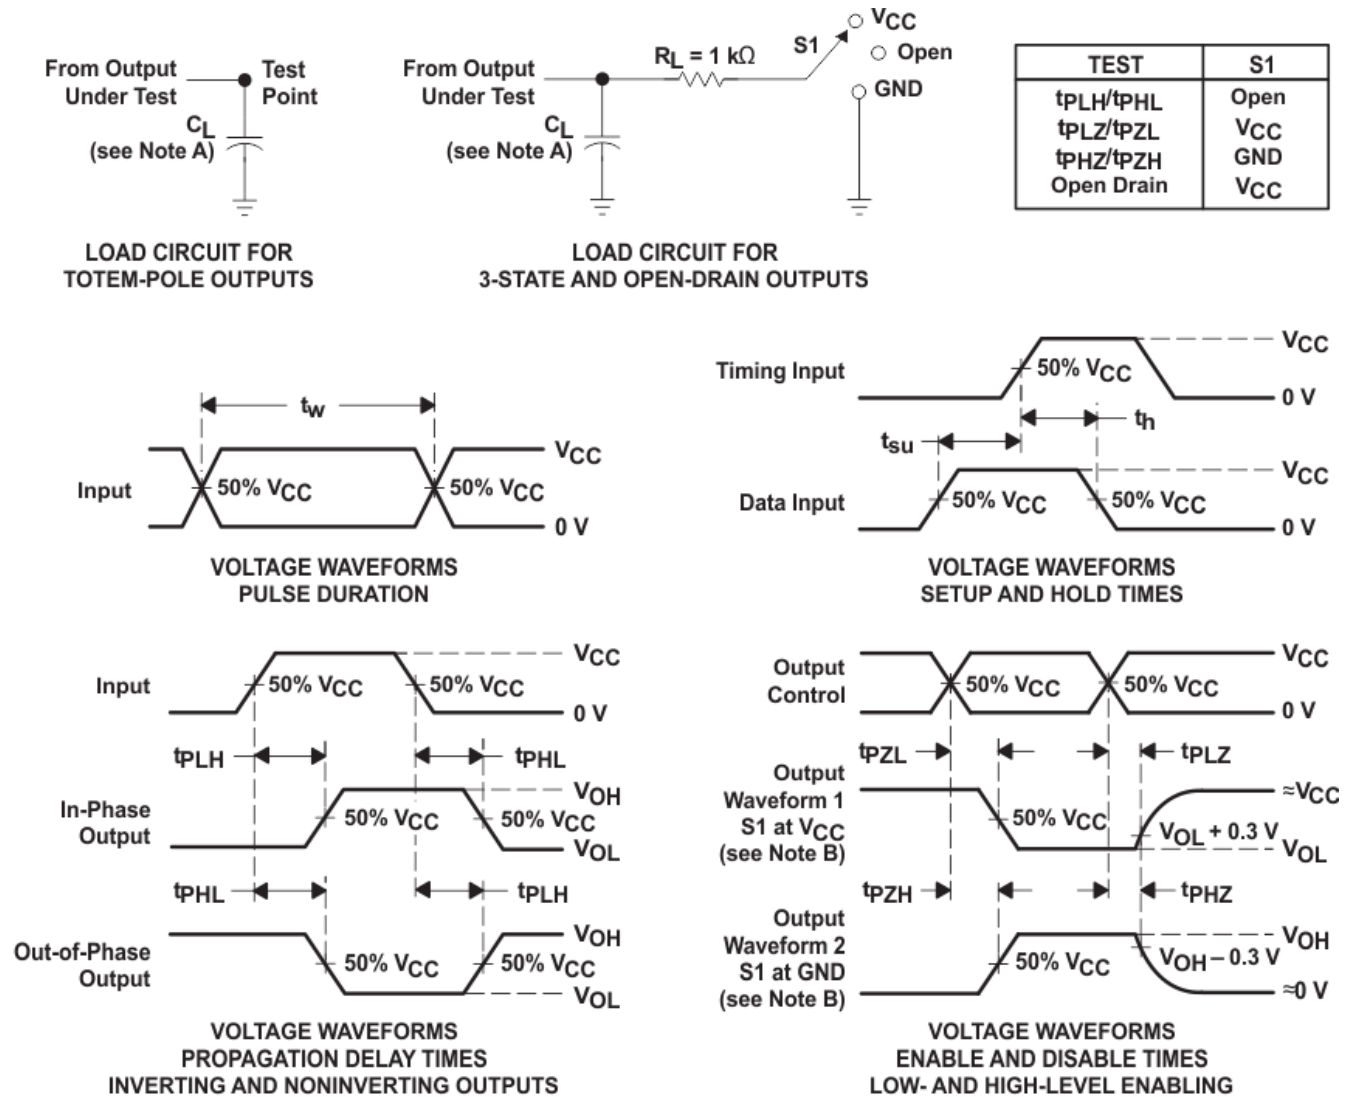 From Output
Under Test
Test
Point
CL
(see Note A)
LOAD CIRCUIT FOR
TOTEM-POLE OUTPUTS
From Output
Under Test
RL = 1 kΩ
S1
VCC
Open
GND
CL
(see Note A)
LOAD CIRCUIT FOR
3-STATE AND OPEN-DRAIN OUTPUTS
TEST S1
tPLH/tPHL Open
tPLZ/tPZL VCC
tPHZ/tPZH GND
Open Drain VCC
tw
Input
50% VCC
50% VCC
VCC
0 V
VOLTAGE WAVEFORMS
PULSE DURATION
Timing Input
50% VCC
VCC
0 V
tsu
th
Data Input
50% VCC
50% VCC
VCC
0 V
VOLTAGE WAVEFORMS
SETUP AND HOLD TIMES
Input
50% VCC
50% VCC
VCC
0 V
tPLH
tPHL
In-Phase
Output
50% VCC
50% VCC
VOH
VOL
tPHL
tPLH
Out-of-Phase
Output
50% VCC
50% VCC
VOH
VOL
VOLTAGE WAVEFORMS
PROPAGATION DELAY TIMES
INVERTING AND NONINVERTING OUTPUTS
Output
Control
50% VCC
50% VCC
VCC
0 V
tPZL
tPLZ
Output
Waveform 1
S1 at VCC
(see Note B)
50% VCC
VOL + 0.3 V
≈VCC
VOL
tPZH
tPHZ
Output
Waveform 2
S1 at GND
(see Note B)
50% VCC
VOH − 0.3 V
VOH
≈0 V
VOLTAGE WAVEFORMS
ENABLE AND DISABLE TIMES
LOW- AND HIGH-LEVEL ENABLING